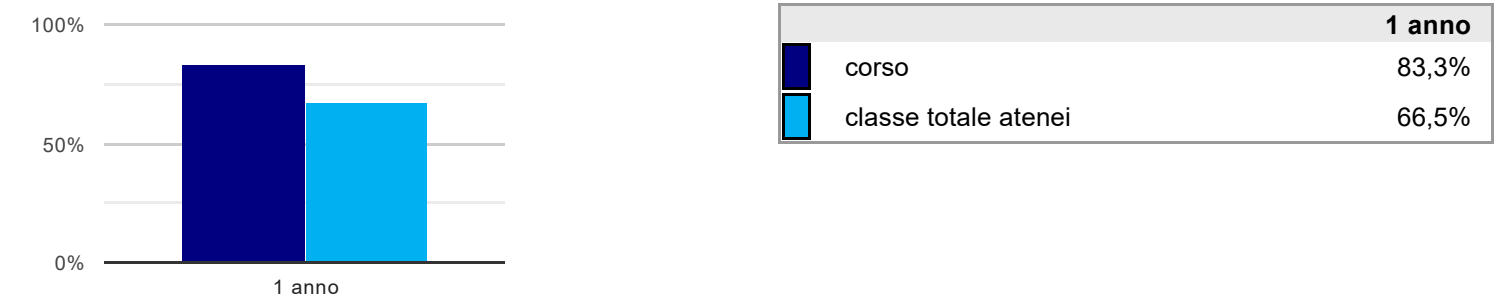 100%
50%
0%
1 anno
1 anno
corso 83,3%
classe totale atenei 66,5%